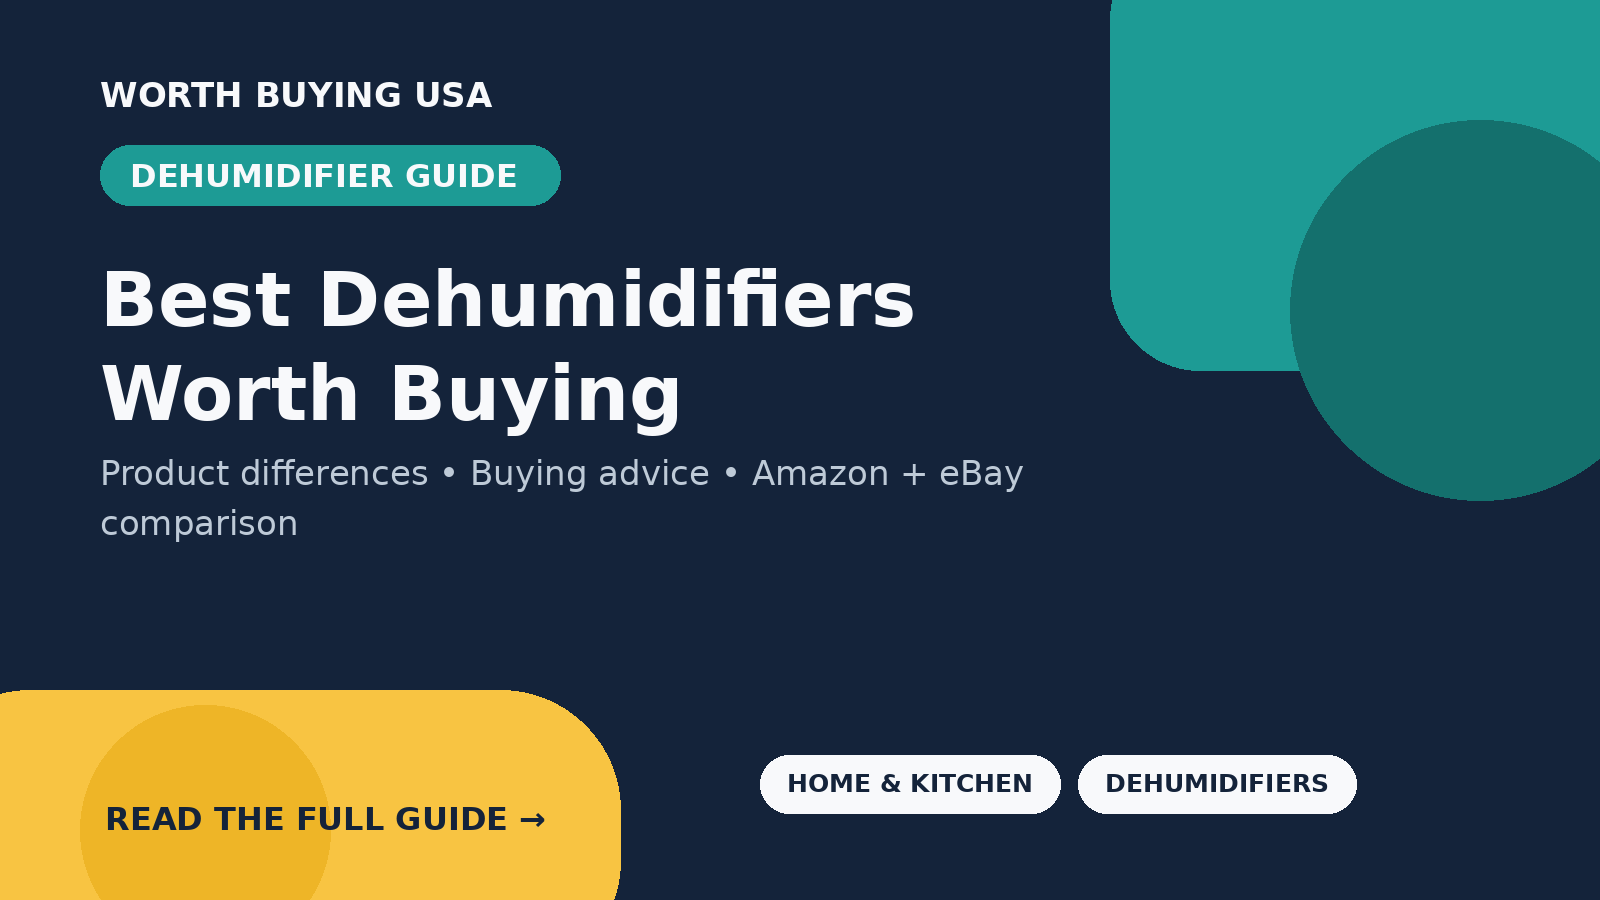 WORTH BUYING USA
DEHUMIDIFIER GUIDE
Best Dehumidifiers
Worth Buying
Product differences • Buying advice • Amazon + eBay
comparison
READ THE FULL GUIDE →
HOME & KITCHEN
DEHUMIDIFIERS